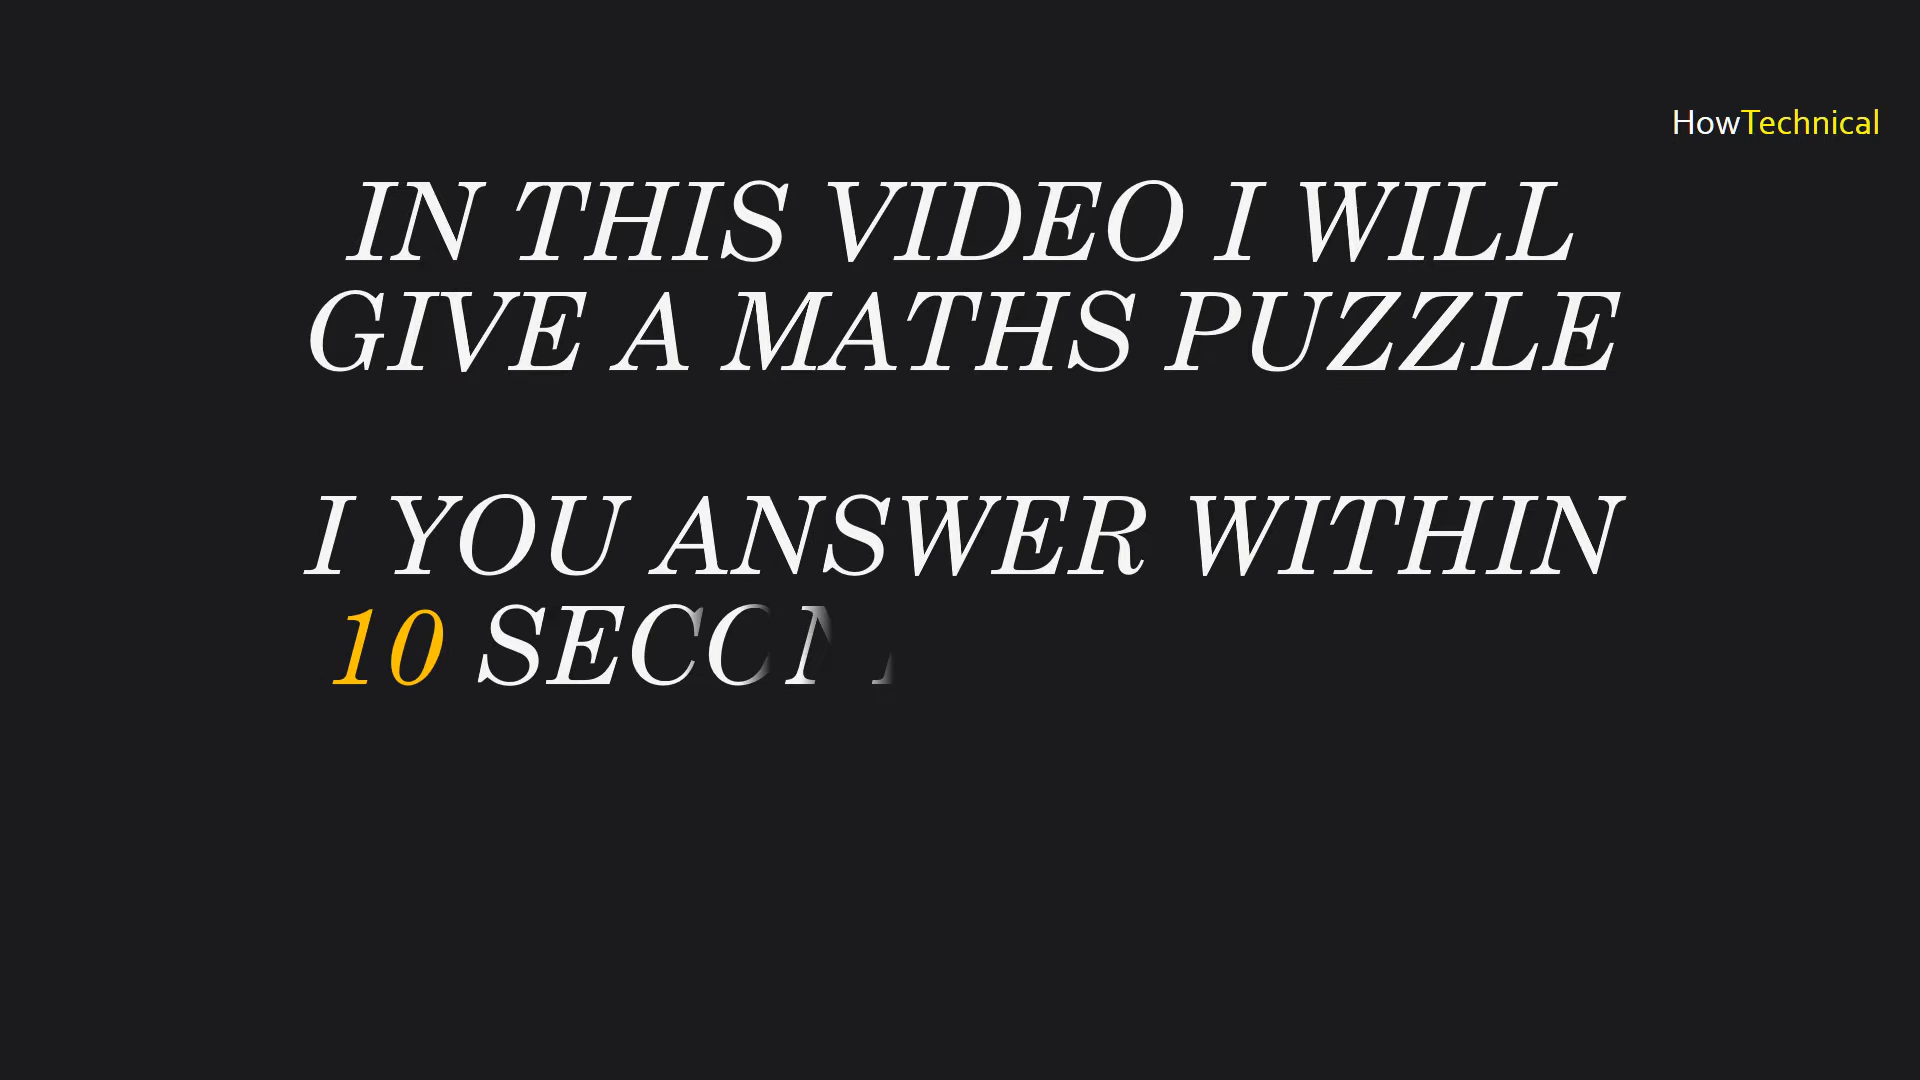 HowTechnical
IN THIS VIDEO I WILL
GIVE A MATHS PUZZLE
I YOU ANSWER WITHIN
10